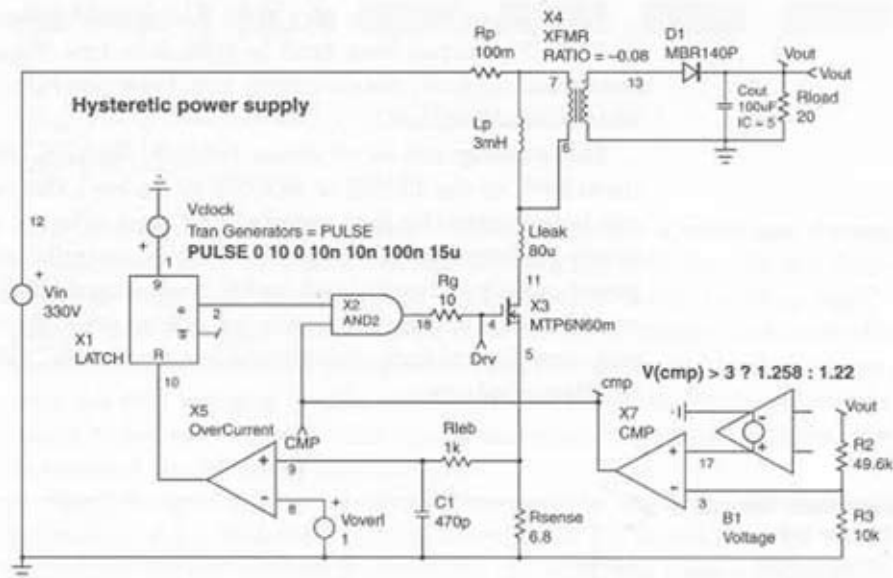 X4
XFMR
RATIO = –0.08
D1
MBR140P
Rp
100m
Vout
Vout
7
13
Cout
100uF
IC = 5
Rload
20
Hysteretic power supply
Lp
3mH
6
Vclock
Tran Generators = PULSE
PULSE 0 10 0 10n 10n 100n 15u
12
Lleak
80u
9
11
Vin
330V
Rg
10
X2
AND2
X3
MTP6N60m
2
18
4
X1
LATCH
R
Drv
5
10
cmp
V(cmp) > 3 ? 1.258 : 1.22
X5
OverCurrent
CMP
Rleb
1k
X7
CMP
Vout
R2
49.6k
17
9
3
8
Voverl
1
C1
470p
Rsense
6.8
B1
Voltage
R3
10k